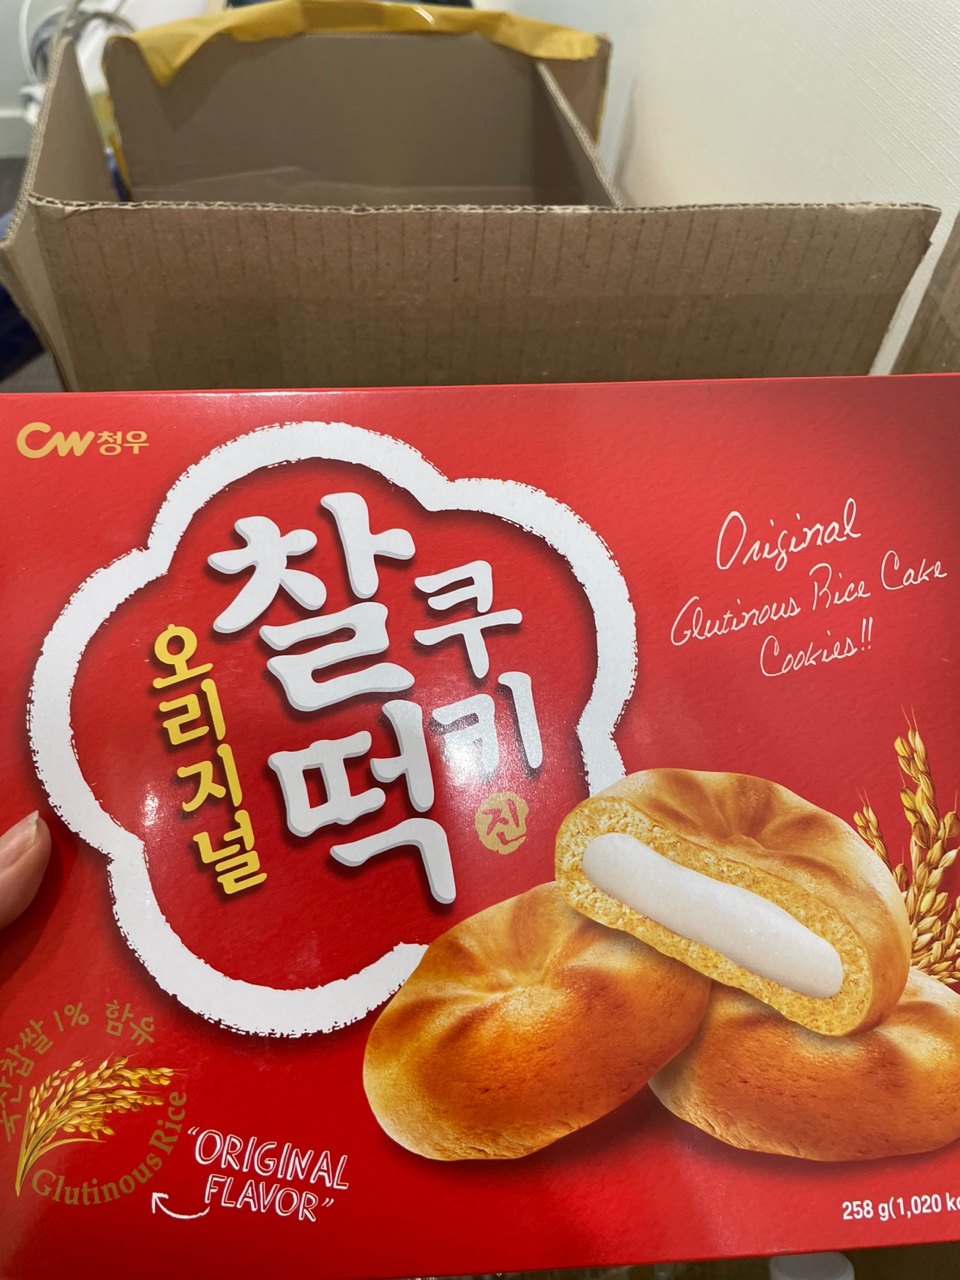 CW청우
오리지널
찰떡
쿠키
진
Original
Glutinous Rice Cake
Cookies!!
국산찹쌀 1% 함유
Glutinous Rice
“ORIGINAL
FLAVOR”
258 g(1,020 kc